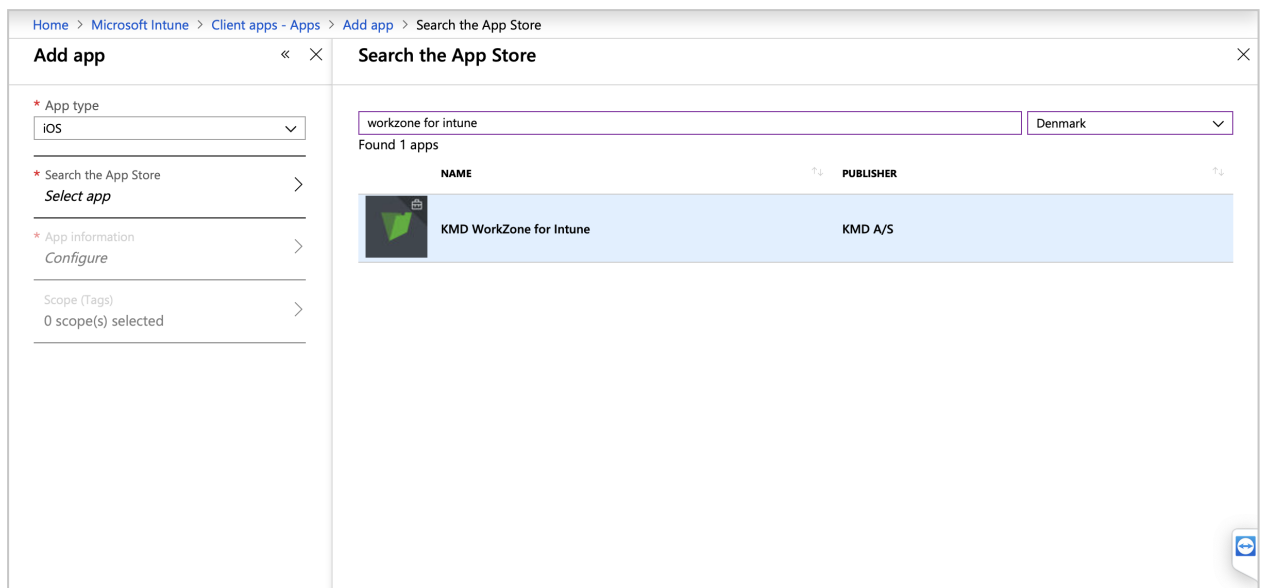 Home > Microsoft Intune > Client apps - Apps > Add app > Search the App Store
Add app
* App type
iOS
* Search the App Store
Select app
* App information
Configure
Scope (Tags)
0 scope(s) selected
Search the App Store
workzone for intune
Denmark
Found 1 apps
NAME
PUBLISHER
KMD WorkZone for Intune
KMD A/S